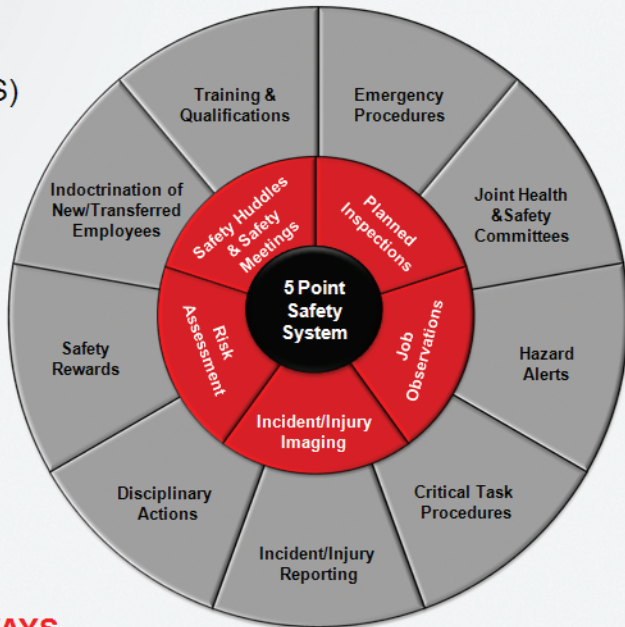 S)
Training &
Qualifications
Emergency
Procedures
Indoctrination of
New/Transferred
Employees
Joint Health
&Safety
Committees
Safety Huddles
& Safety
Meetings
Planned
Inspections
5 Point
Safety
System
Safety
Rewards
Risk
Assessment
Job
Observations
Hazard
Alerts
Incident/Injury
Imaging
Disciplinary
Actions
Critical Task
Procedures
Incident/Injury
Reporting
AYS